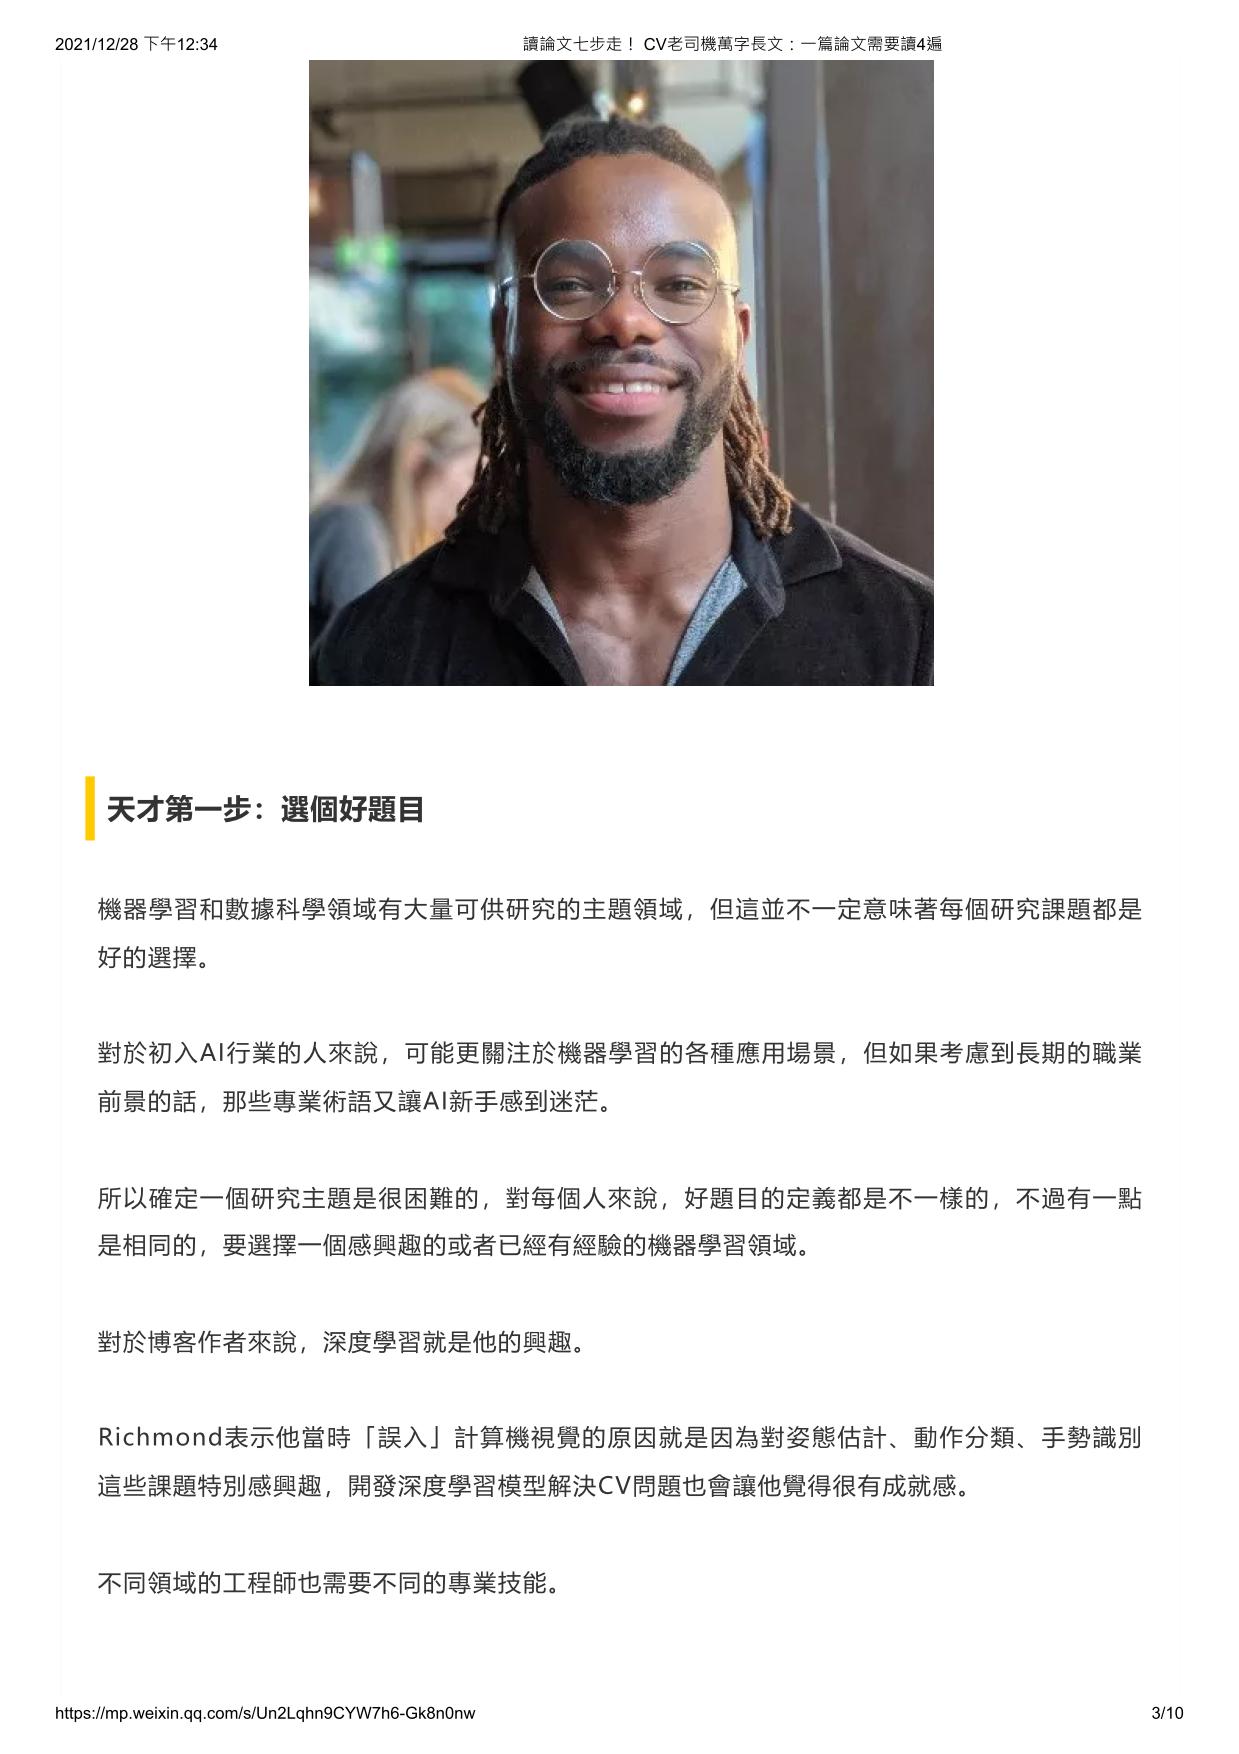 2021/12/28 下午12:34
讀論文七步走！ CV老司機萬字長文：一篇論文需要讀4遍
天才第一步：選個好題目
機器學習和數據科學領域有大量可供研究的主題領域，但這並不一定意味著每個研究課題都是
好的選擇。
對於初入AI行業的人來說，可能更關注於機器學習的各種應用場景，但如果考慮到長期的職業
前景的話，那些專業術語又讓AI新手感到迷茫。
所以確定一個研究主題是很困難的，對每個人來說，好題目的定義都是不一樣的，不過有一點
是相同的，要選擇一個感興趣的或者已經有經驗的機器學習領域。
對於博客作者來說，深度學習就是他的興趣。
Richmond表示他當時「誤入」計算機視覺的原因就是因為對姿態估計、動作分類、手勢識別
這些課題特別感興趣，開發深度學習模型解決CV問題也會讓他覺得很有成就感。
不同領域的工程師也需要不同的專業技能。
https://mp.weixin.qq.com/s/Un2Lqhn9CYW7h6-Gk8n0nw
3/10